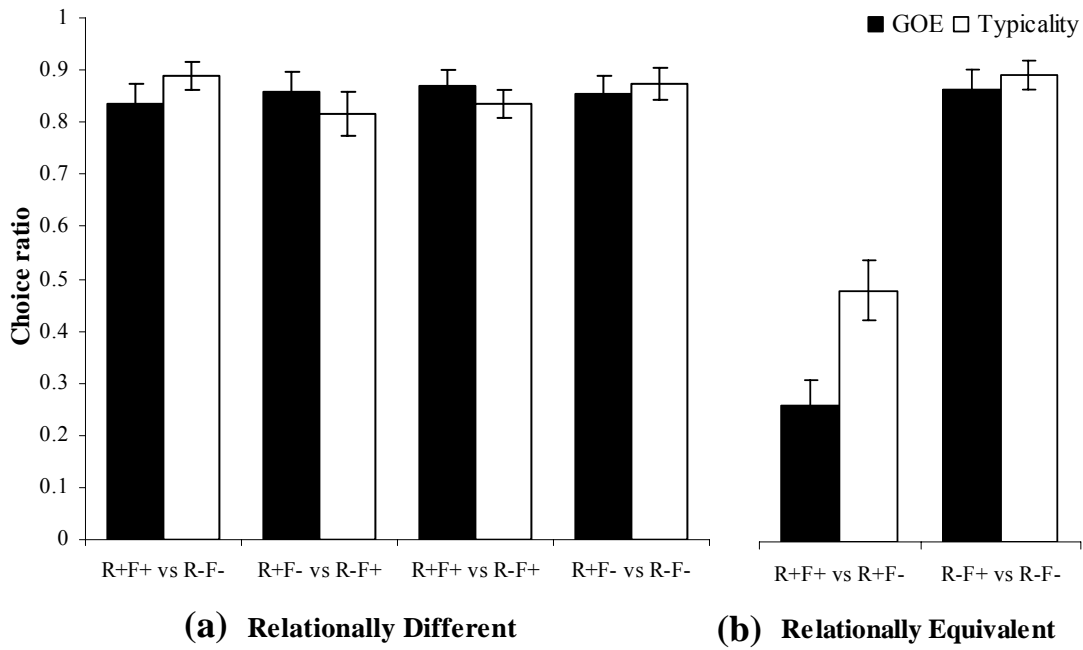 GOE Typicality
Choice ratio
1
0.9
0.8
0.7
0.6
0.5
0.4
0.3
0.2
0.1
0
R+F+ vs R-F- R+F- vs R-F+ R+F+ vs R-F+ R+F- vs R-F- R+F+ vs R+F- R-F+ vs R-F-
(a) Relationally Different (b) Relationally Equivalent